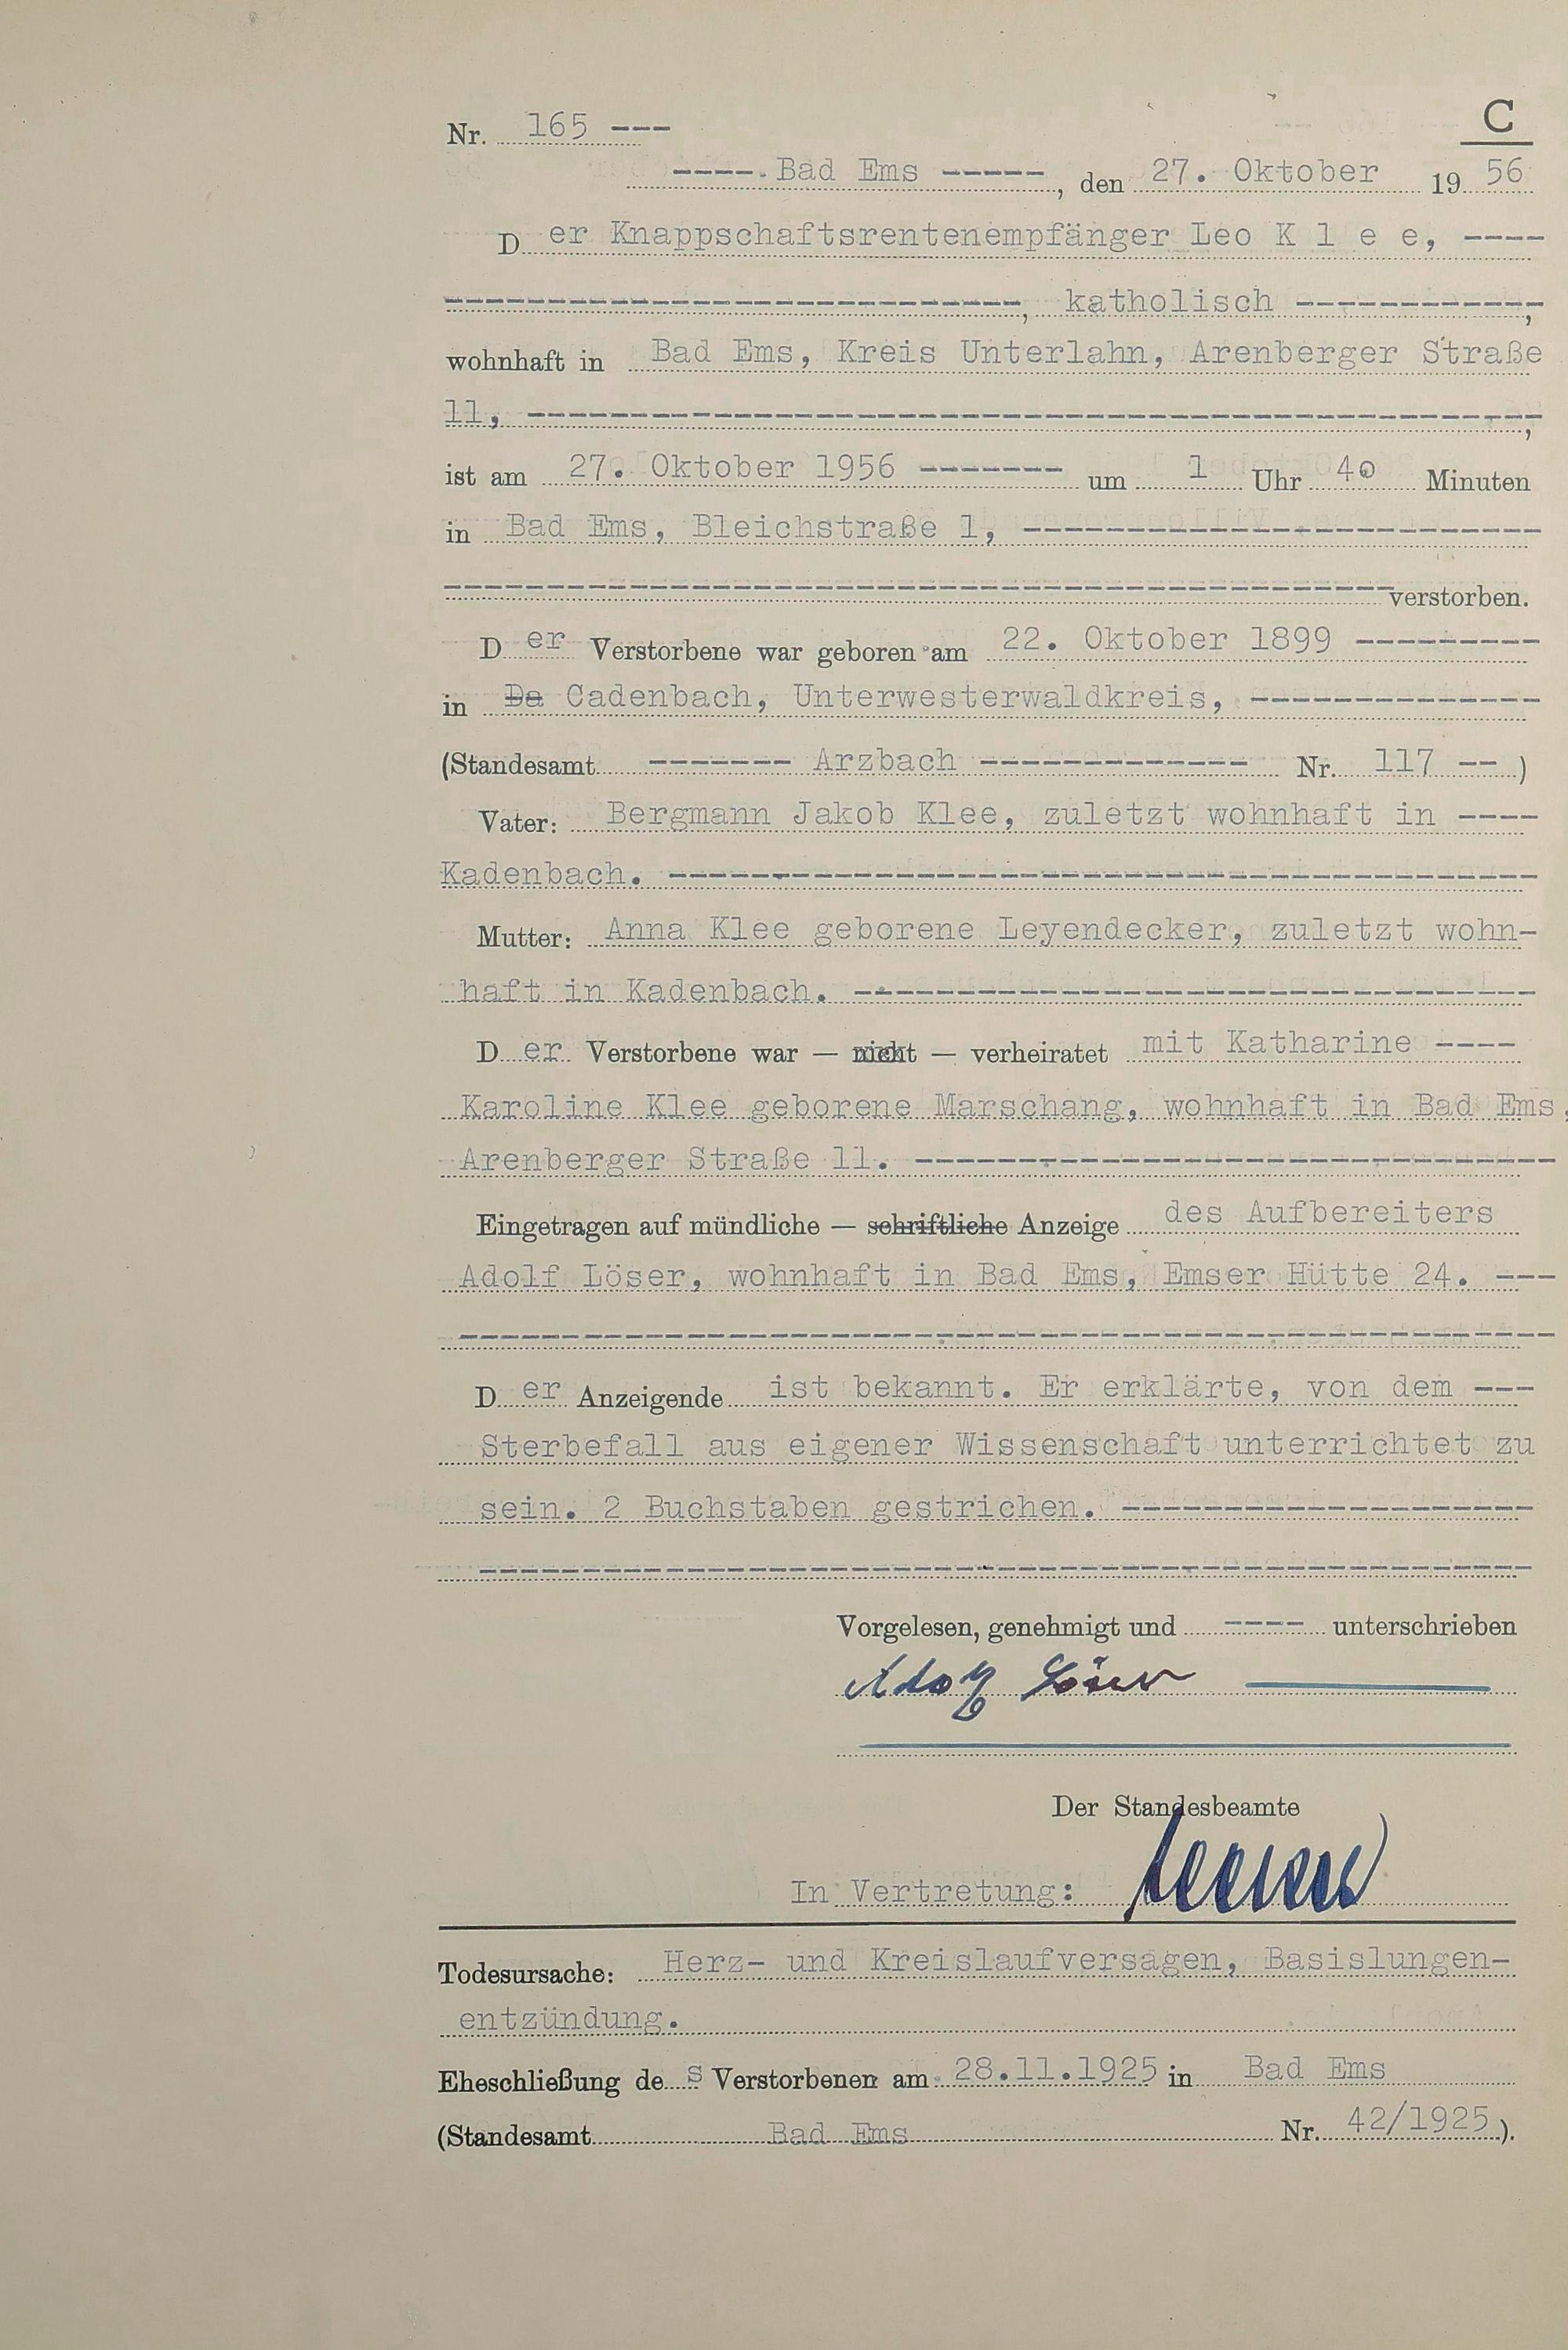 C
Nr. 165 ---
----. Bad Ems -----, den 27. Oktober 1956
Der Knappschaftsrentenempfänger Leo K l e e, ----
----------------------------, katholisch ------------,
wohnhaft in Bad Ems, Kreis Unterlahn, Arenberger Straße
11, --------------------------------------------------,
ist am 27. Oktober 1956 ------- um 1 Uhr 40 Minuten
in Bad Ems, Bleichstraße 1, -------------------------
---------------------------------------------- verstorben.
Der Verstorbene war geboren am 22. Oktober 1899 ---------
in Da Cadenbach, Unterwesterwaldkreis, --------------
(Standesamt ------- Arzbach ------------- Nr. 117 -- )
Vater: Bergmann Jakob Klee, zuletzt wohnhaft in ----
Kadenbach. ------------------------------------------
Mutter: Anna Klee geborene Leyendecker, zuletzt wohn-
haft in Kadenbach. ---------------------------------
Der Verstorbene war — nicht — verheiratet mit Katharine ----
Karoline Klee geborene Marschang, wohnhaft in Bad Ems,
Arenberger Straße 11. -------------------------------
Eingetragen auf mündliche — schriftliche Anzeige des Aufbereiters
Adolf Löser, wohnhaft in Bad Ems, Emser Hütte 24. ---
-----------------------------------------------------
Der Anzeigende ist bekannt. Er erklärte, von dem ---
Sterbefall aus eigener Wissenschaft unterrichtet zu
sein. 2 Buchstaben gestrichen. --------------------
---------------------------------------------------
Vorgelesen, genehmigt und ---- unterschrieben
Adolf Löser
Der Standesbeamte
In Vertretung:
Todesursache: Herz- und Kreislaufversagen, Basislungen-
entzündung.
Eheschließung des Verstorbenen am 28.11.1925 in Bad Ems
(Standesamt Bad Ems Nr. 42/1925).